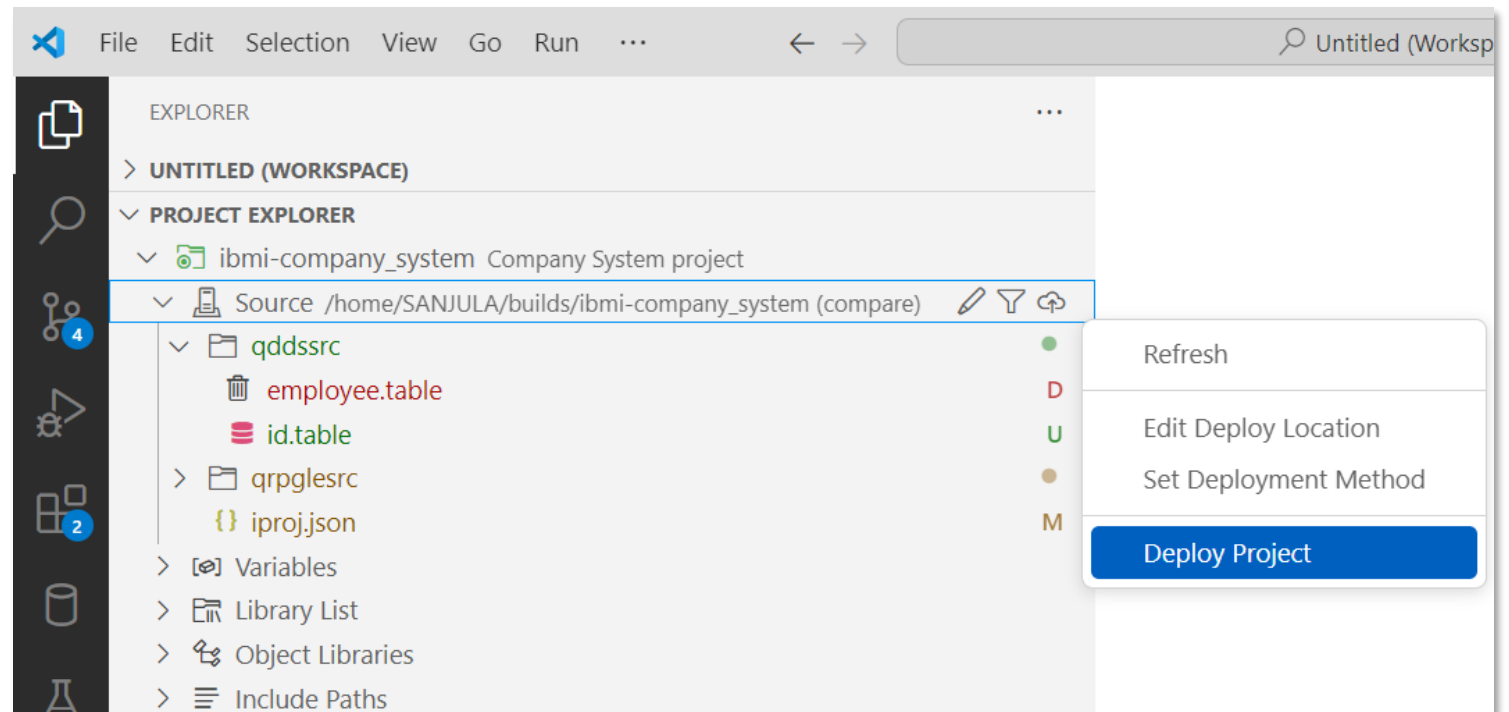 File Edit Selection View Go Run ··· ← → Untitled (Worksp
EXPLORER ···
UNTITLED (WORKSPACE)
PROJECT EXPLORER
ibmi-company_system Company System project
Source /home/SANJULA/builds/ibmi-company_system (compare)
4
qddssrc
employee.table D
id.table U
qrpglesrc
2
{} iproj.json M
Variables
Library List
Object Libraries
Include Paths
Refresh
Edit Deploy Location
Set Deployment Method
Deploy Project